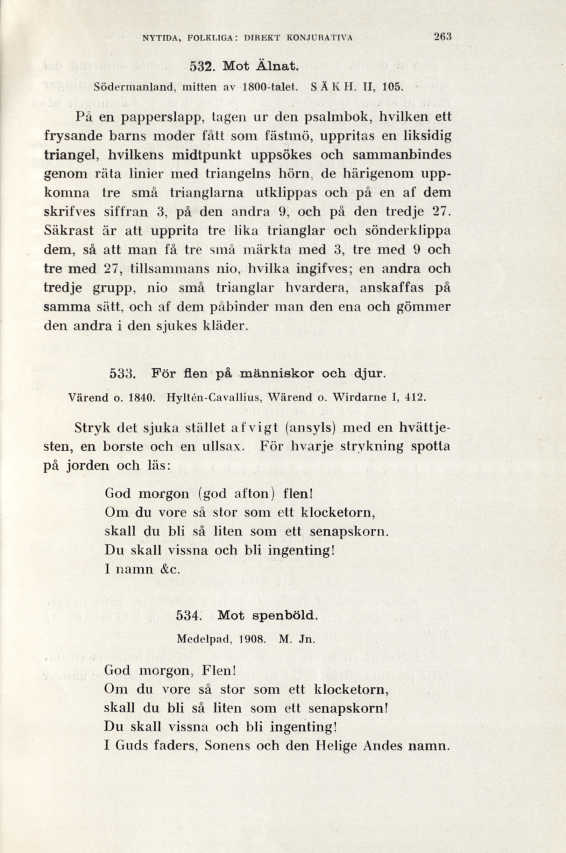 NYTIDA, FOLKLIGA: DIREKT KONJURATIVA 263
532. Mot Älnat.
Södermanland, mitten av 1800-talet. SÄKH. II, 105.
På en papperslapp, tagen ur den psalmbok, hvilken ett
frysande barns moder fått som fästmö, uppritas en liksidig
triangel, hvilkens midtpunkt uppsökes och sammanbindes
genom räta linier med triangelns hörn, de härigenom upp-
komna tre små trianglarna utklippas och på en af dem
skrifves siffran 3, på den andra 9, och på den tredje 27.
Säkrast är att upprita tre lika trianglar och sönderklippa
dem, så att man få tre små märkta med 3, tre med 9 och
tre med 27, tillsammans nio, hvilka ingifves; en andra och
tredje grupp, nio små trianglar hvardera, anskaffas på
samma sätt, och af dem påbinder man den ena och gömmer
den andra i den sjukes kläder.
533. För flen på människor och djur.
Värend o. 1840. Hyltén-Cavallius, Wärend o. Wirdarne I, 412.
Stryk det sjuka stället afvigt (ansyls) med en hvättje-
sten, en borste och en ullsax. För hvarje strykning spotta
på jorden och läs:
God morgon (god afton) flen!
Om du vore så stor som ett klocketorn,
skall du bli så liten som ett senapskorn.
Du skall vissna och bli ingenting!
I namn &c.
534. Mot spenböld.
Medelpad, 1908. M. Jn.
God morgon, Flen!
Om du vore så stor som ett klocketorn,
skall du bli så liten som ett senapskorn!
Du skall vissna och bli ingenting!
I Guds faders, Sonens och den Helige Andes namn.